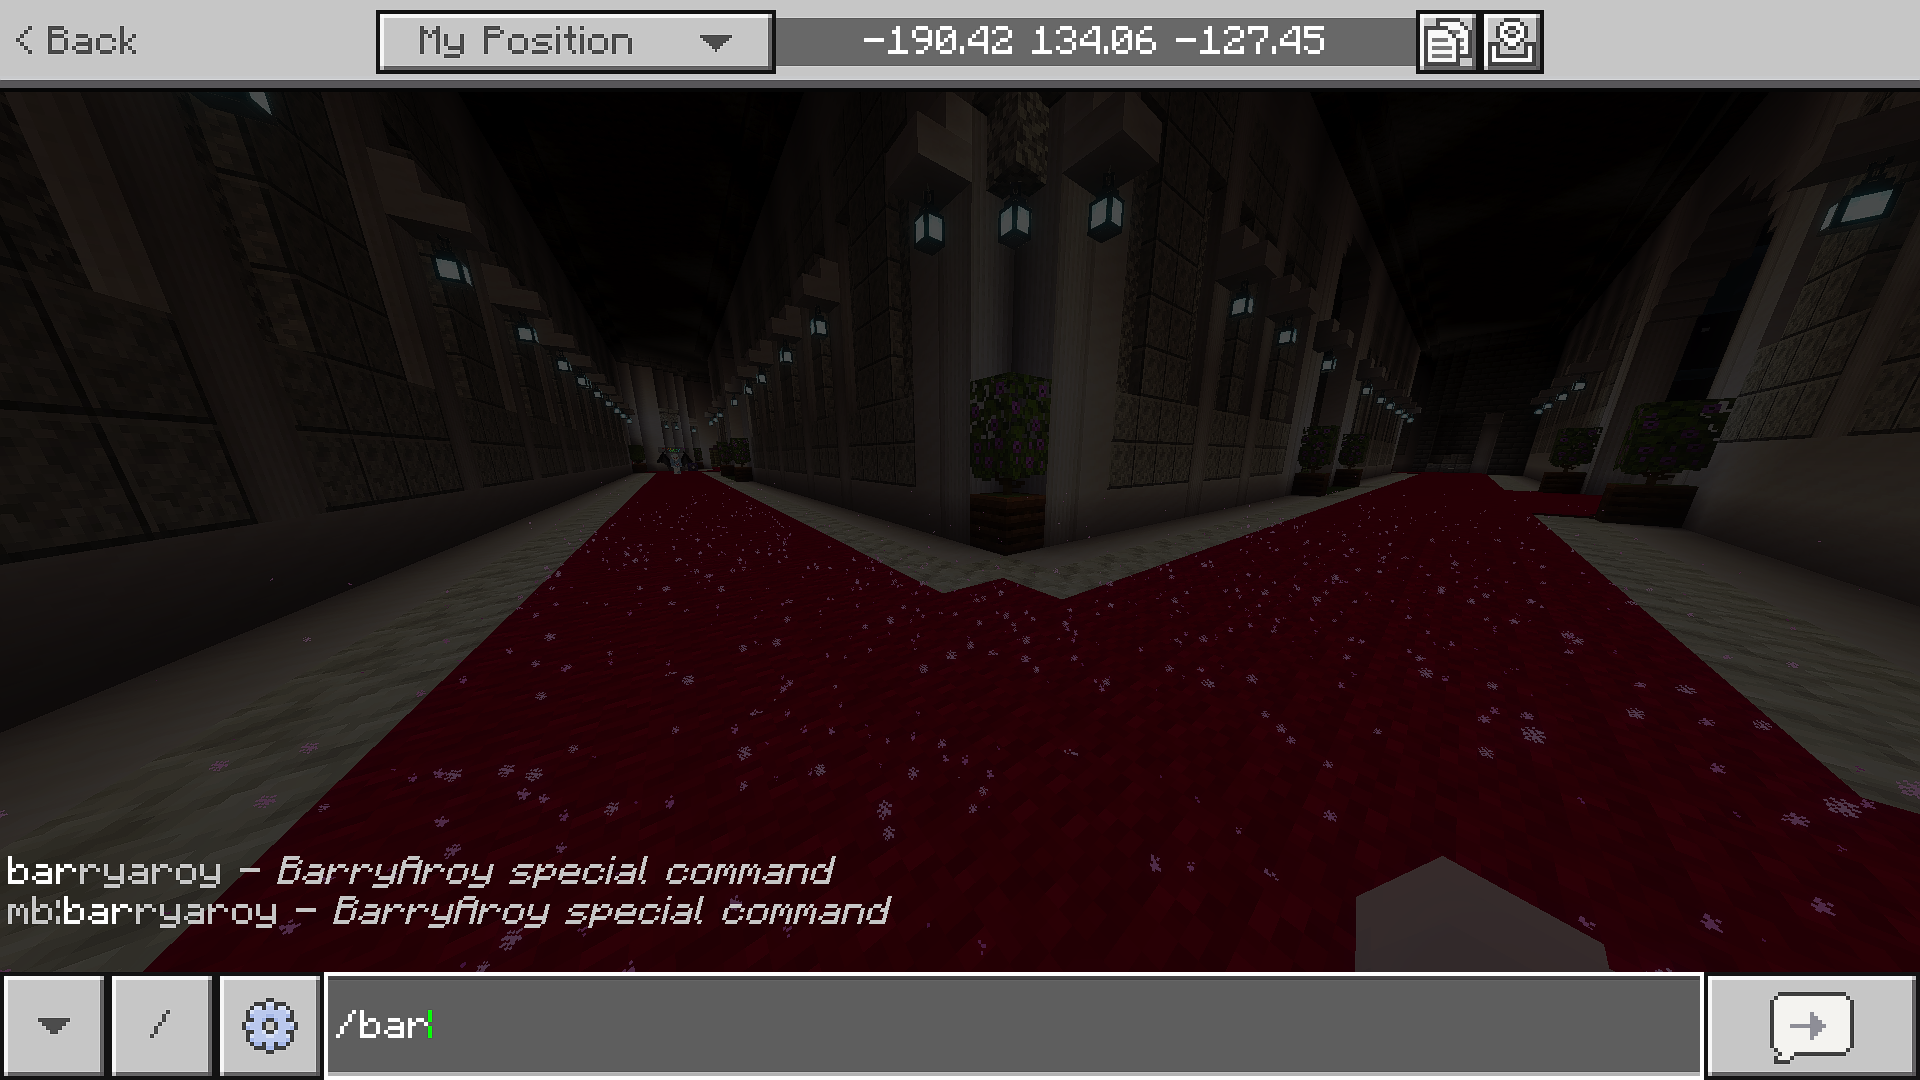 < Back
My Position
-190.42 134.06 -127.45
barryaroy - BarryAroy special command
mb:barryaroy - BarryAroy special command
/
/bar